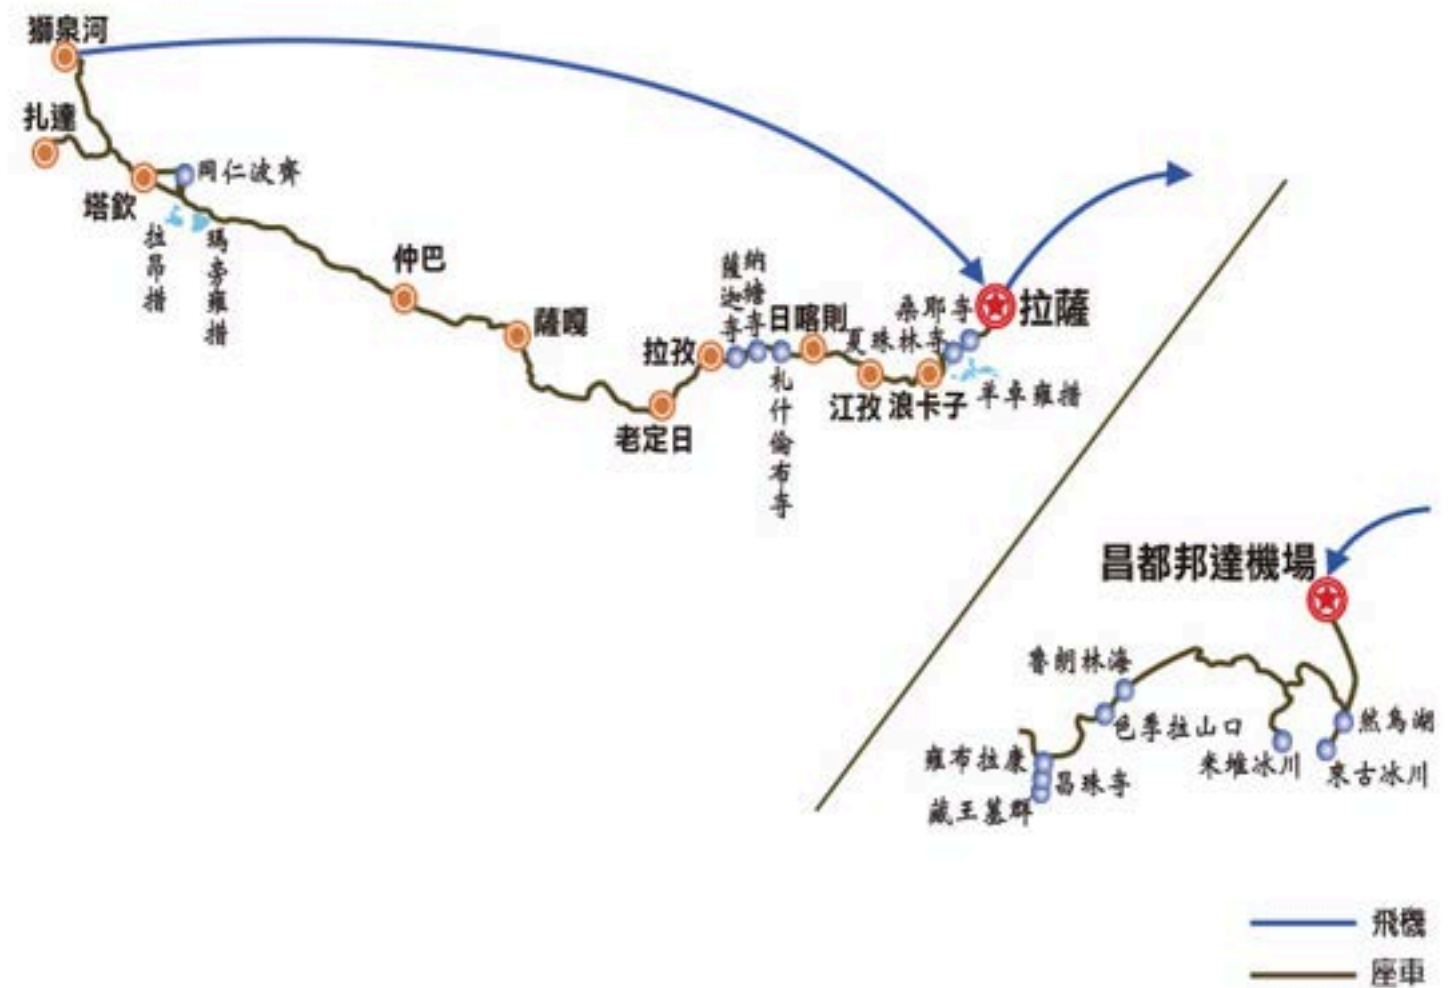 獅泉河
扎達
塔欽
岡仁波齊
拉昂措
瑪旁雍措
仲巴
薩嘎
老定日
拉孜
薩迦寺
納塘寺
札什倫布寺
日喀則
江孜
浪卡子
夏珠林寺
桑耶寺
羊卓雍措
拉薩
昌都邦達機場
魯朗林海
色季拉山口
雍布拉康
昌珠寺
藏王墓群
米堆冰川
來古冰川
然烏湖
飛機
座車